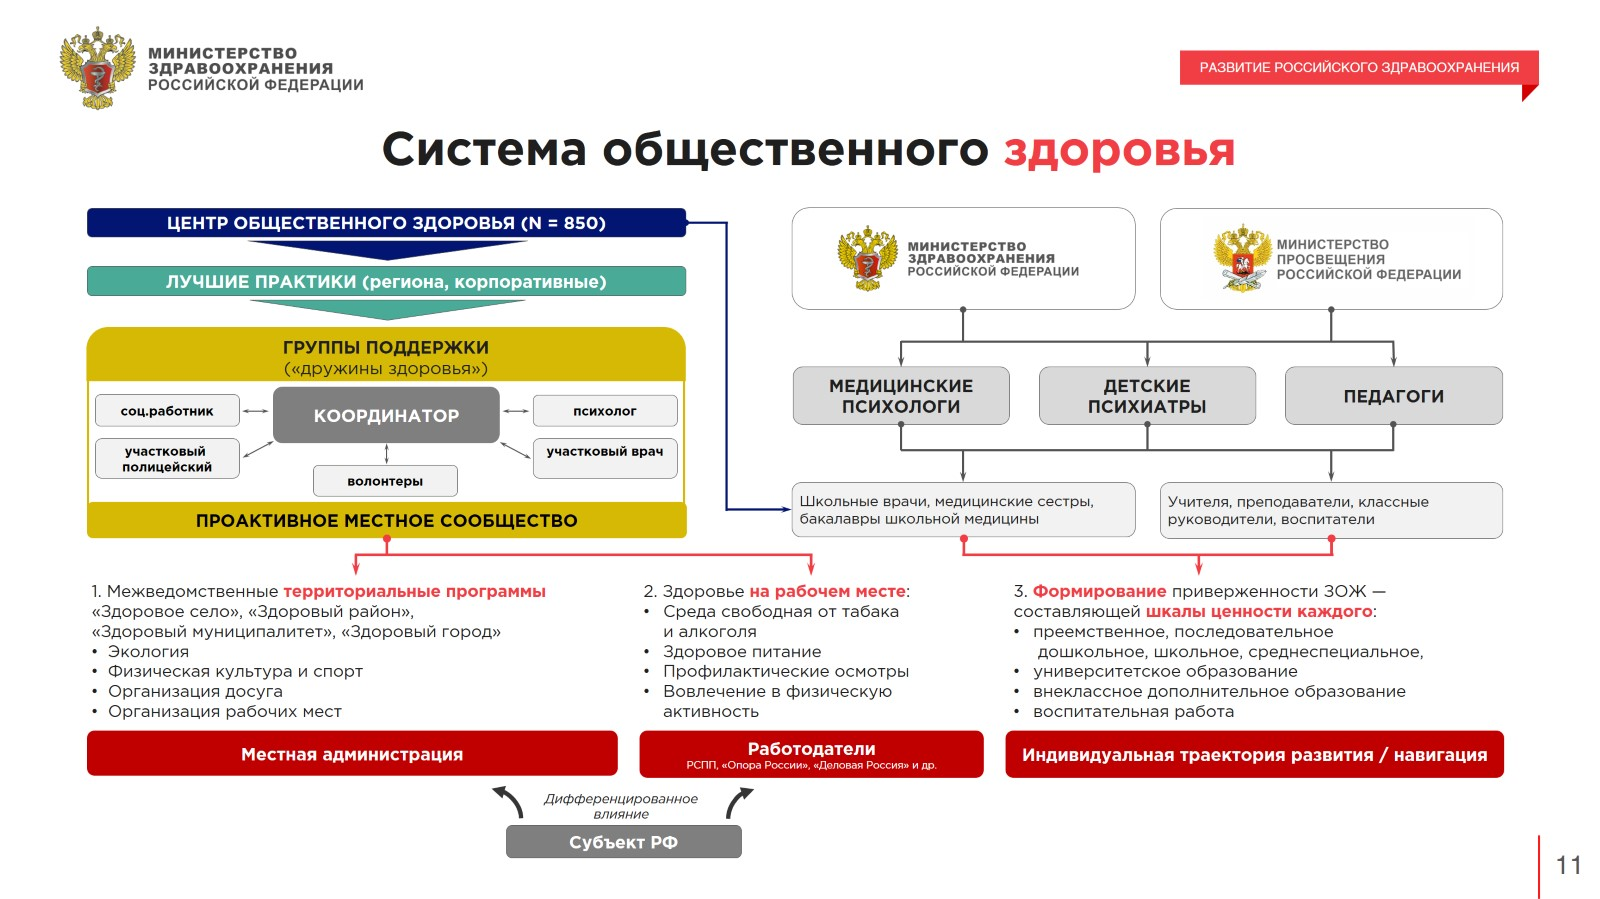 МИНИСТЕРСТВО
ЗДРАВООХРАНЕНИЯ
РОССИЙСКОЙ ФЕДЕРАЦИИ
РАЗВИТИЕ РОССИЙСКОГО ЗДРАВООХРАНЕНИЯ
Система общественного здоровья
ЦЕНТР ОБЩЕСТВЕННОГО ЗДОРОВЬЯ (N = 850)
ЛУЧШИЕ ПРАКТИКИ (региона, корпоративные)
ГРУППЫ ПОДДЕРЖКИ
(«дружины здоровья»)
соц.работник
КООРДИНАТОР
психолог
участковый
полицейский
участковый врач
волонтеры
ПРОАКТИВНОЕ МЕСТНОЕ СООБЩЕСТВО
МИНИСТЕРСТВО
ЗДРАВООХРАНЕНИЯ
РОССИЙСКОЙ ФЕДЕРАЦИИ
МИНИСТЕРСТВО
ПРОСВЕЩЕНИЯ
РОССИЙСКОЙ ФЕДЕРАЦИИ
МЕДИЦИНСКИЕ
ПСИХОЛОГИ
ДЕТСКИЕ
ПСИХИАТРЫ
ПЕДАГОГИ
Школьные врачи, медицинские сестры,
бакалавры школьной медицины
Учителя, преподаватели, классные
руководители, воспитатели
1. Межведомственные территориальные программы
«Здоровое село», «Здоровый район»,
«Здоровый муниципалитет», «Здоровый город»
• Экология
• Физическая культура и спорт
• Организация досуга
• Организация рабочих мест
Местная администрация
2. Здоровье на рабочем месте:
• Среда свободная от табака
и алкоголя
• Здоровое питание
• Профилактические осмотры
• Вовлечение в физическую
активность
Работодатели
РСПП, «Опора России», «Деловая Россия» и др.
3. Формирование приверженности ЗОЖ —
составляющей шкалы ценности каждого:
• преемственное, последовательное
дошкольное, школьное, среднеспециальное,
• университетское образование
• внеклассное дополнительное образование
• воспитательная работа
Индивидуальная траектория развития / навигация
Дифференцированное
влияние
Субъект РФ
11